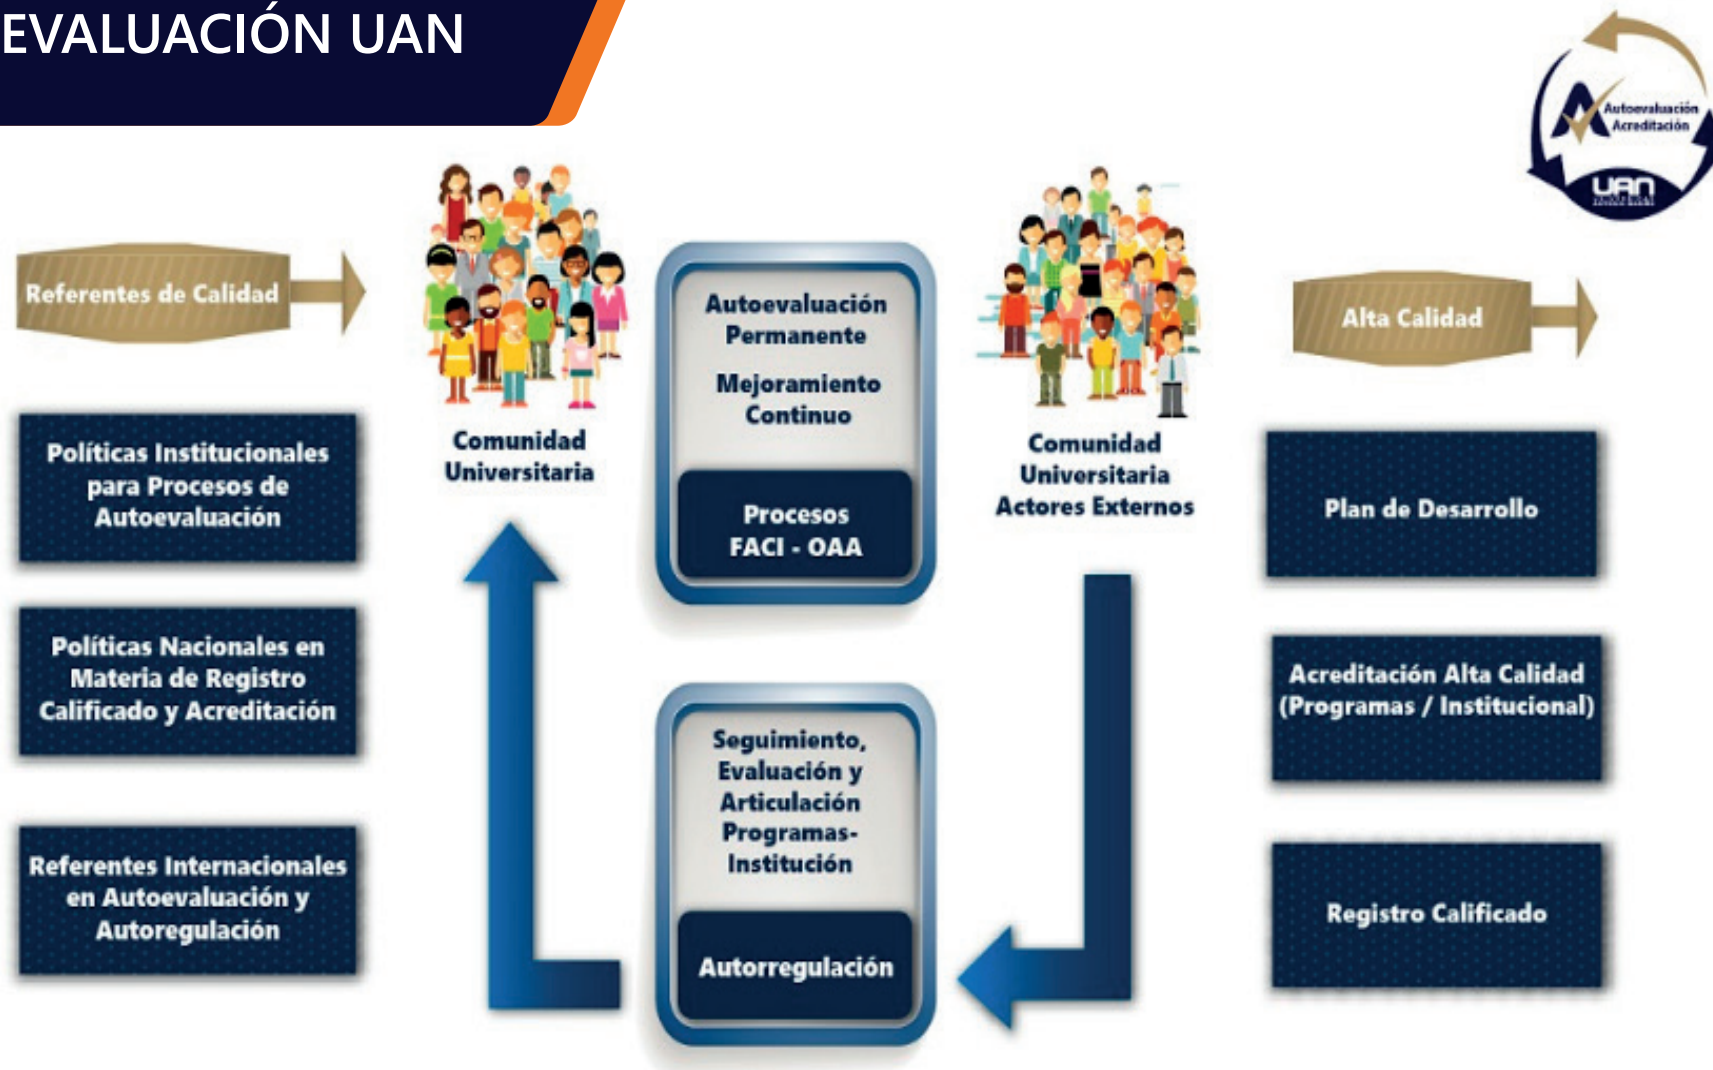 EVALUACIÓN UAN
Autoevaluación
Acreditación
UAN
Referentes de Calidad
Políticas Institucionales
para Procesos de
Autoevaluación
Políticas Nacionales en
Materia de Registro
Calificado y Acreditación
Referentes Internacionales
en Autoevaluación y
Autoregulación
Comunidad
Universitaria
Autoevaluación
Permanente
Mejoramiento
Continuo
Procesos
FACI - OAA
Seguimiento,
Evaluación y
Articulación
Programas-
Institución
Autorregulación
Comunidad
Universitaria
Actores Externos
Alta Calidad
Plan de Desarrollo
Acreditación Alta Calidad
(Programas / Institucional)
Registro Calificado